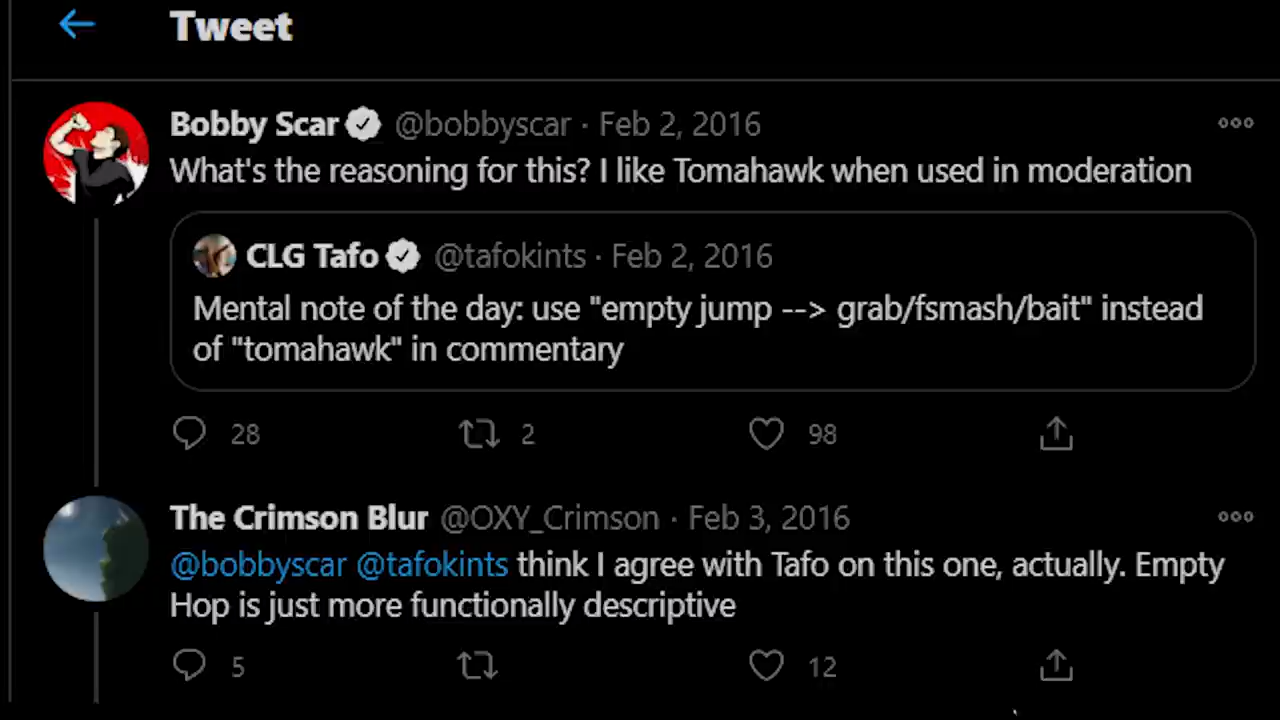 Tweet
Bobby Scar @bobbyscar · Feb 2, 2016
What's the reasoning for this? I like Tomahawk when used in moderation
CLG Tafo @tafokints · Feb 2, 2016
Mental note of the day: use "empty jump --> grab/fsmash/bait" instead
of "tomahawk" in commentary
28 2 98
The Crimson Blur @OXY_Crimson · Feb 3, 2016
@bobbyscar @tafokints think I agree with Tafo on this one, actually. Empty
Hop is just more functionally descriptive
5 12